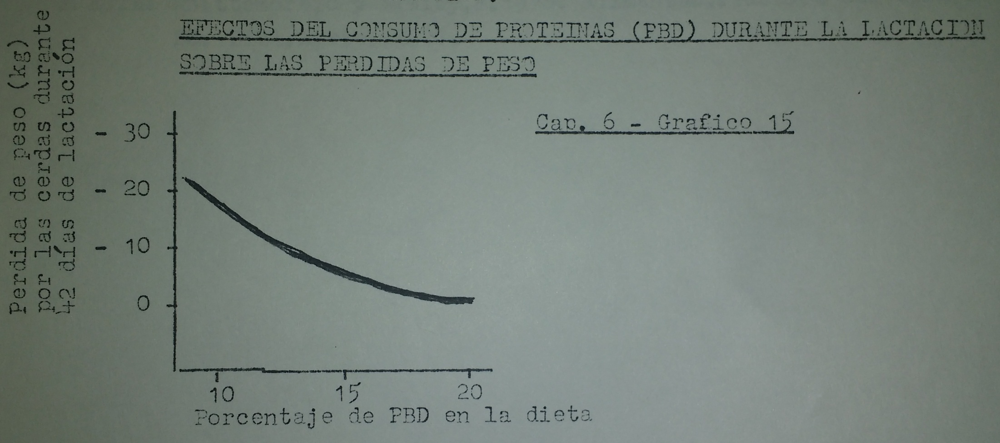 EFECTOS DEL CONSUMO DE PROTEINAS (PBD) DURANTE LA LACTACION
SOBRE LAS PERDIDAS DE PESO
Cap. 6 - Grafico 15
Perdida de peso (kg)
por las cerdas durante
42 días de lactación
- 30
- 20
- 10
0
10 15 20
Porcentaje de PBD en la dieta